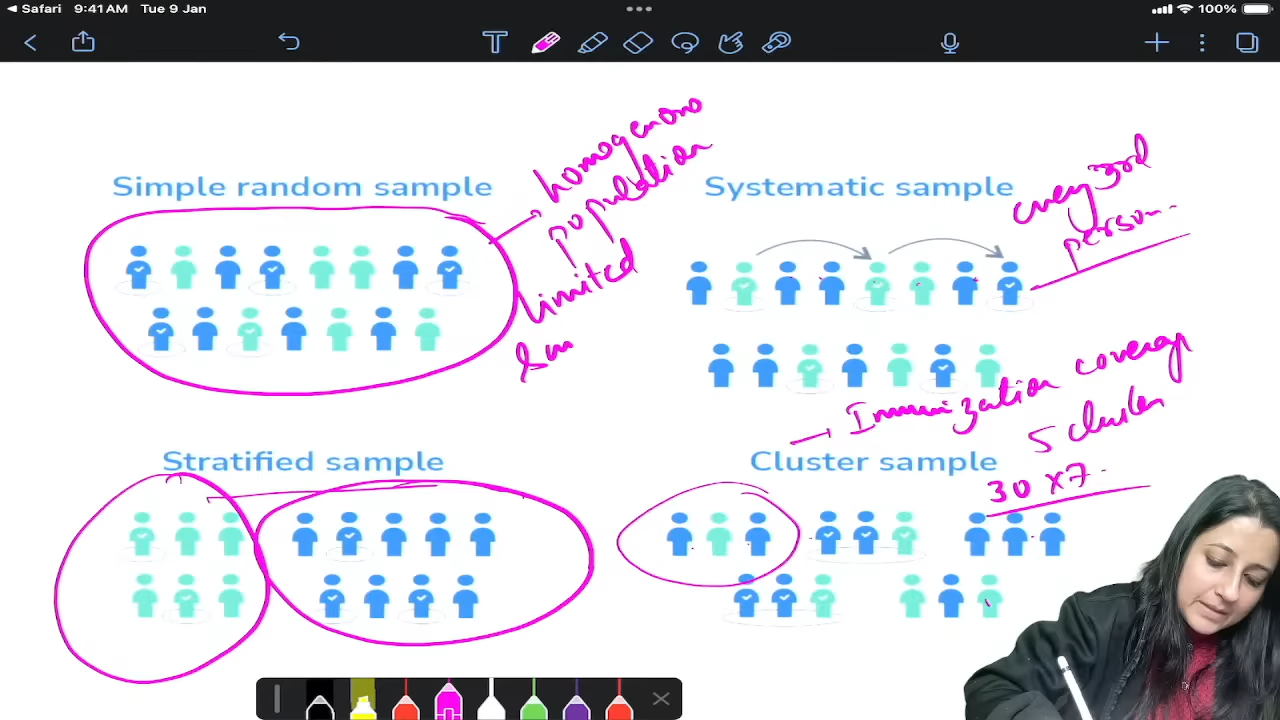 Safari 9:41 AM Tue 9 Jan
100%
T
Simple random sample
homogenono
population
limited
Systematic sample
every 3rd
person.
Stratified sample
Cluster sample
Immunization coverage
5 cluster
30 x 7